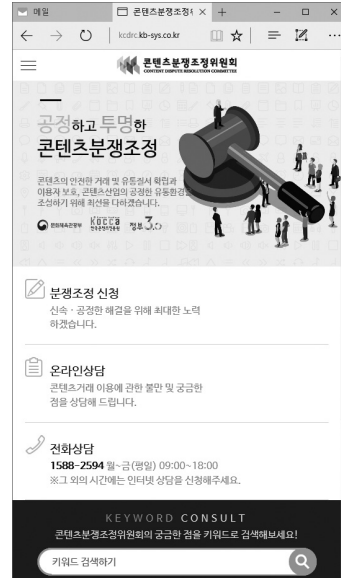 메일
콘텐츠분쟁조정위
kcdrc.kb-sys.co.kr
콘텐츠분쟁조정위원회
CONTENT DISPUTE RESOLUTION COMMITTEE
공정하고 투명한
콘텐츠분쟁조정
콘텐츠의 안전한 거래 및 유통질서 확립과
이용자 보호, 콘텐츠산업의 공정한 유통환경을
조성하기 위해 최선을 다하겠습니다.
문화체육관광부 KOCCA 한국콘텐츠진흥원 정부3.0
분쟁조정 신청
신속·공정한 해결을 위해 최대한 노력
하겠습니다.
온라인상담
콘텐츠거래 이용에 관한 불만 및 궁금한
점을 상담해 드립니다.
전화상담
1588-2594 월~금(평일) 09:00~18:00
※그 외의 시간에는 인터넷 상담을 신청해주세요.
KEYWORD CONSULT
콘텐츠분쟁조정위원회의 궁금한 점을 키워드로 검색해보세요!
키워드 검색하기